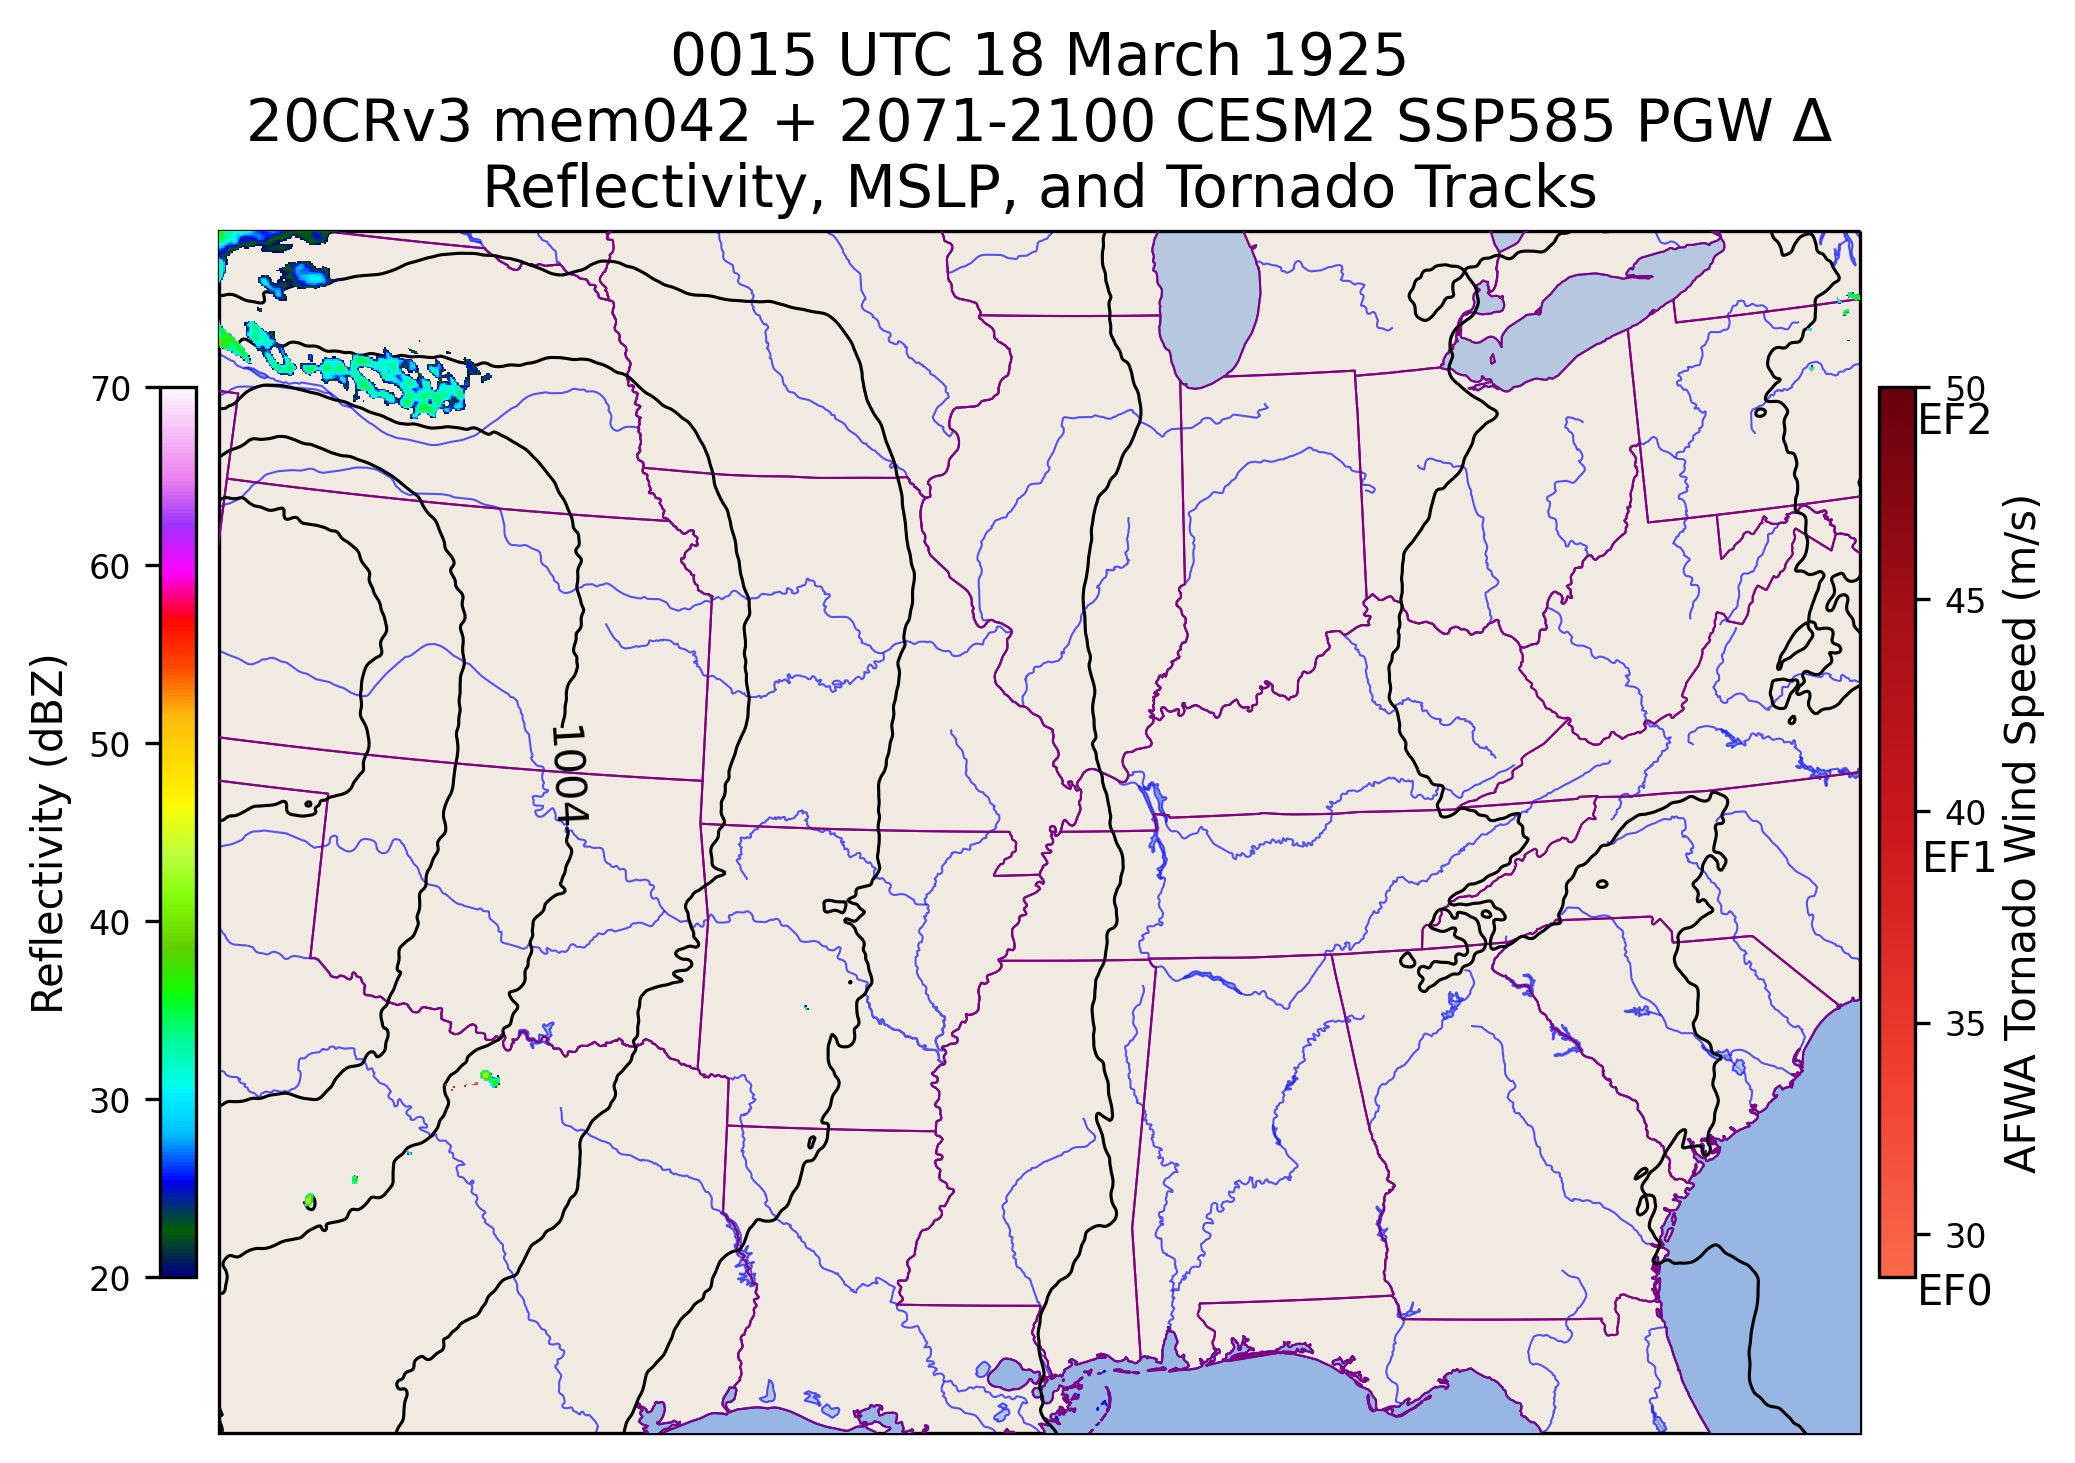 0015 UTC 18 March 1925
20CRv3 mem042 + 2071-2100 CESM2 SSP585 PGW Δ
Reflectivity, MSLP, and Tornado Tracks
70
60
50
40
30
20
Reflectivity (dBZ)
1004
50
EF2
45
40
EF1
35
30
EF0
AFWA Tornado Wind Speed (m/s)